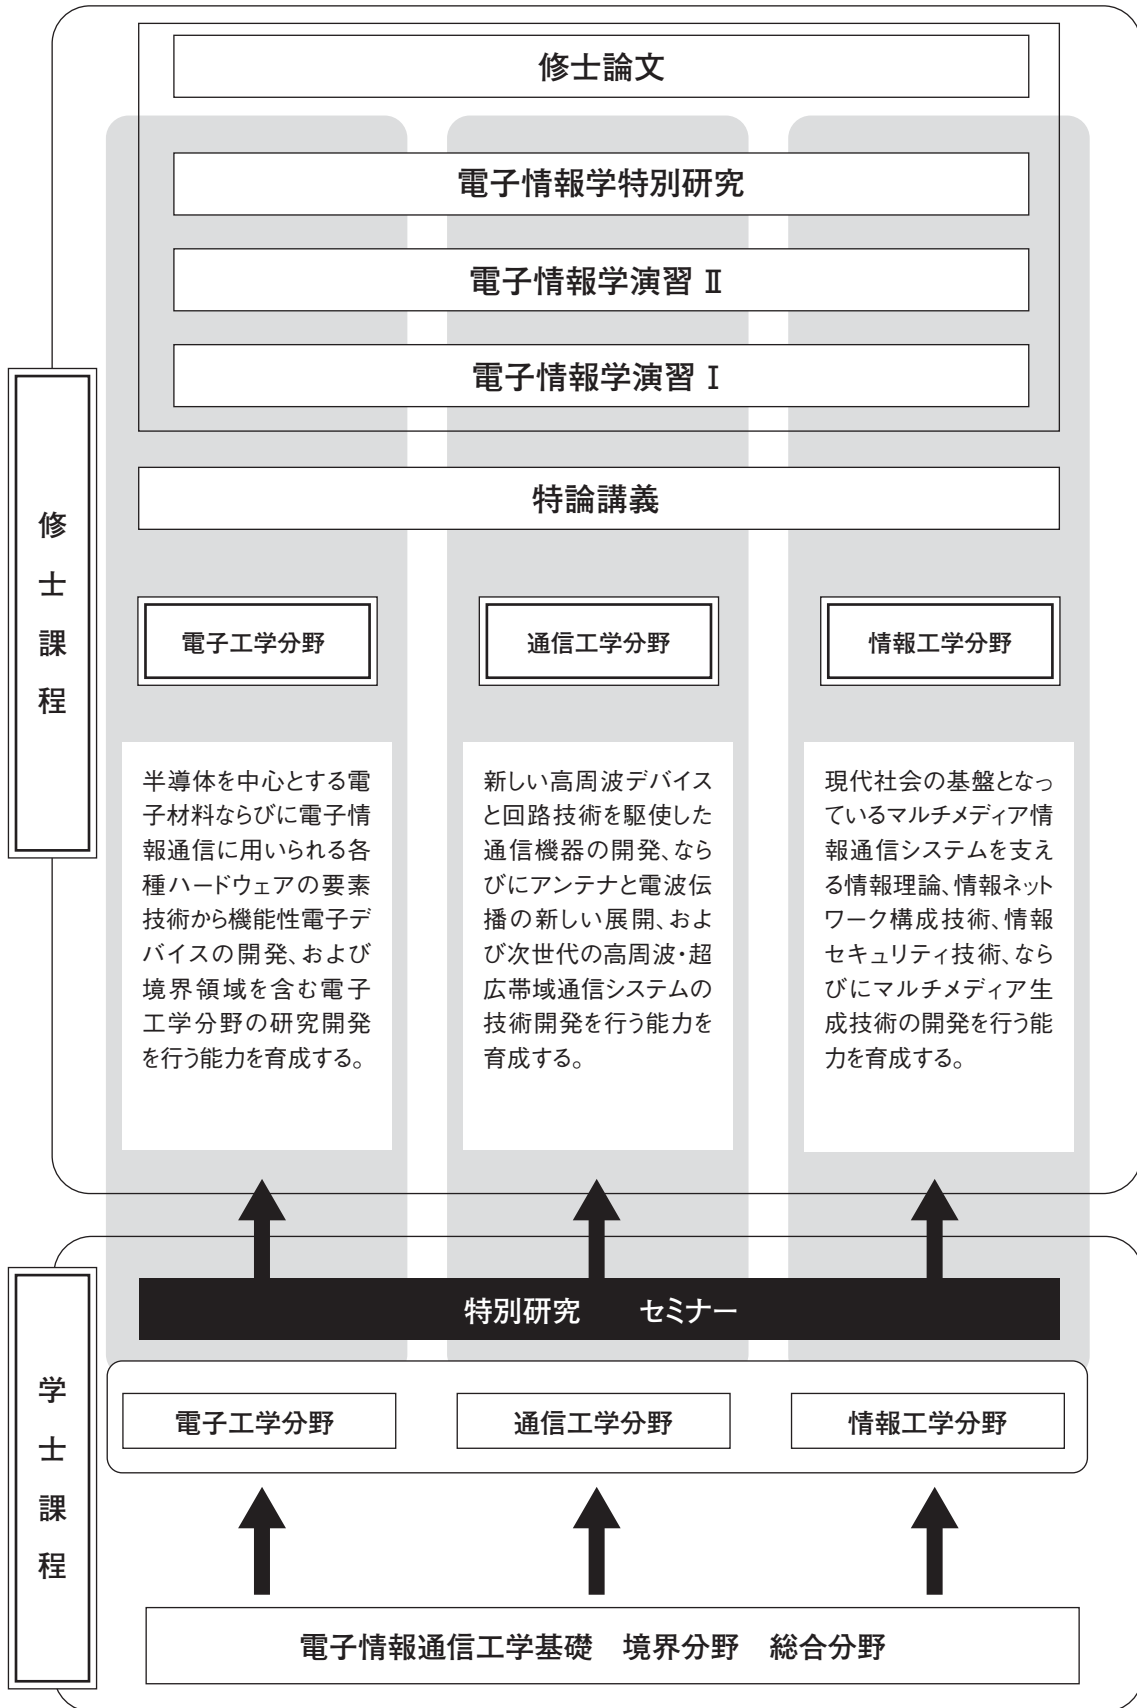 修士論文
電子情報学特別研究
電子情報学演習 Ⅱ
電子情報学演習 Ⅰ
特論講義
修士課程
電子工学分野
通信工学分野
情報工学分野
半導体を中心とする電
子材料ならびに電子情
報通信に用いられる各
種ハードウェアの要素
技術から機能性電子デ
バイスの開発、および
境界領域を含む電子
工学分野の研究開発
を行う能力を育成する。
新しい高周波デバイス
と回路技術を駆使した
通信機器の開発、なら
びにアンテナと電波伝
播の新しい展開、およ
び次世代の高周波・超
広帯域通信システムの
技術開発を行う能力を
育成する。
現代社会の基盤となっ
ているマルチメディア情
報通信システムを支え
る情報理論、情報ネット
ワーク構成技術、情報
セキュリティ技術、なら
びにマルチメディア生
成技術の開発を行う能
力を育成する。
学士課程
特別研究　セミナー
電子工学分野
通信工学分野
情報工学分野
電子情報通信工学基礎　境界分野　総合分野